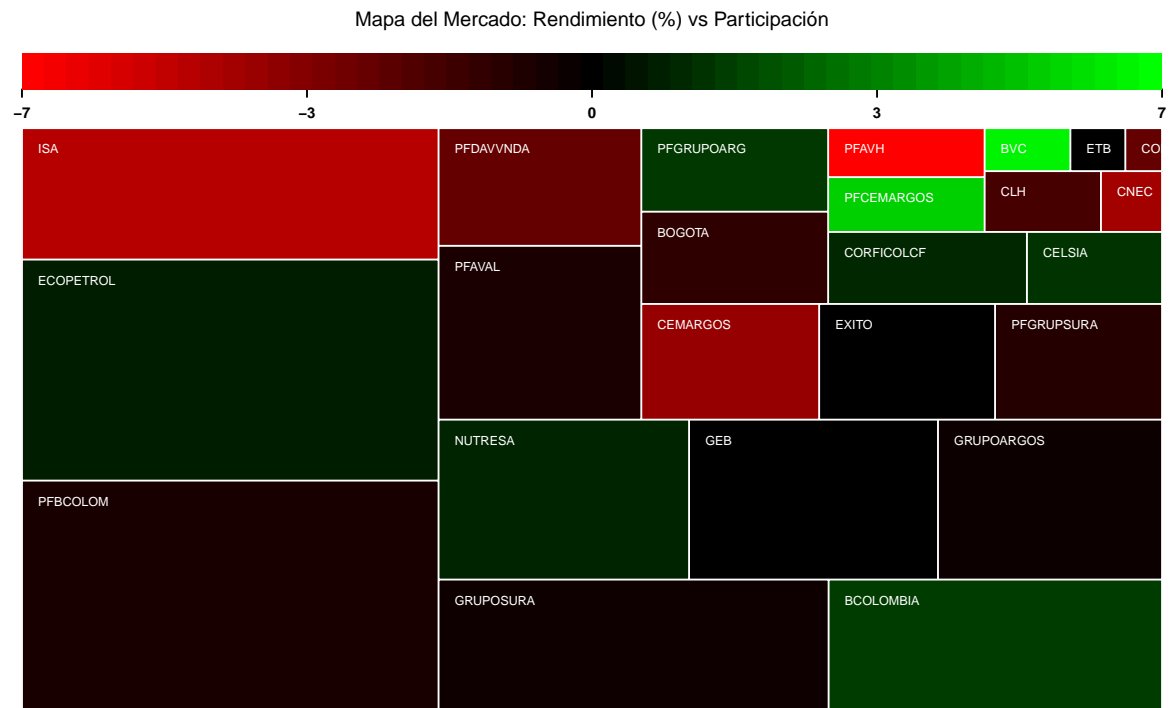 Mapa del Mercado: Rendimiento (%) vs Participación
−7 −3 0 3 7
ISA
PFDAVVNDA
PFGRUPOARG
PFAVH
BVC
ETB
CO
PFCEMARGOS
CLH
CNEC
BOGOTA
CORFICOLCF
CELSIA
ECOPETROL
PFAVAL
CEMARGOS
EXITO
PFGRUPSURA
NUTRESA
GEB
GRUPOARGOS
PFBCOLOM
GRUPOSURA
BCOLOMBIA